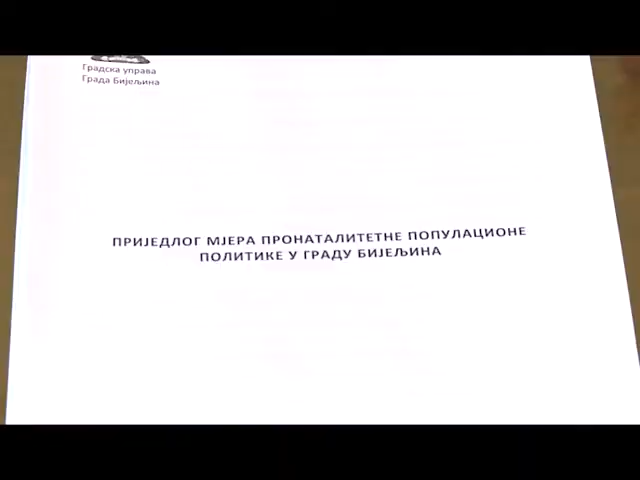 Градска управа
Града Бијељина
ПРИЈЕДЛОГ МЈЕРА ПРОНАТАЛИТЕТНЕ ПОПУЛАЦИОНЕ
ПОЛИТИКЕ У ГРАДУ БИЈЕЉИНА